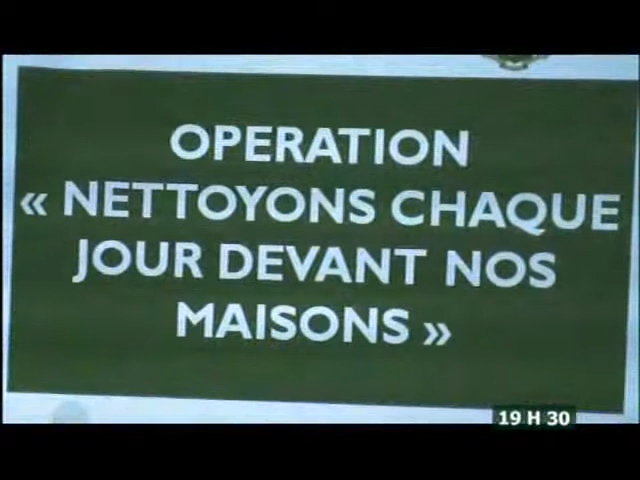 OPERATION
« NETTOYONS CHAQUE
JOUR DEVANT NOS
MAISONS »
19 H 30